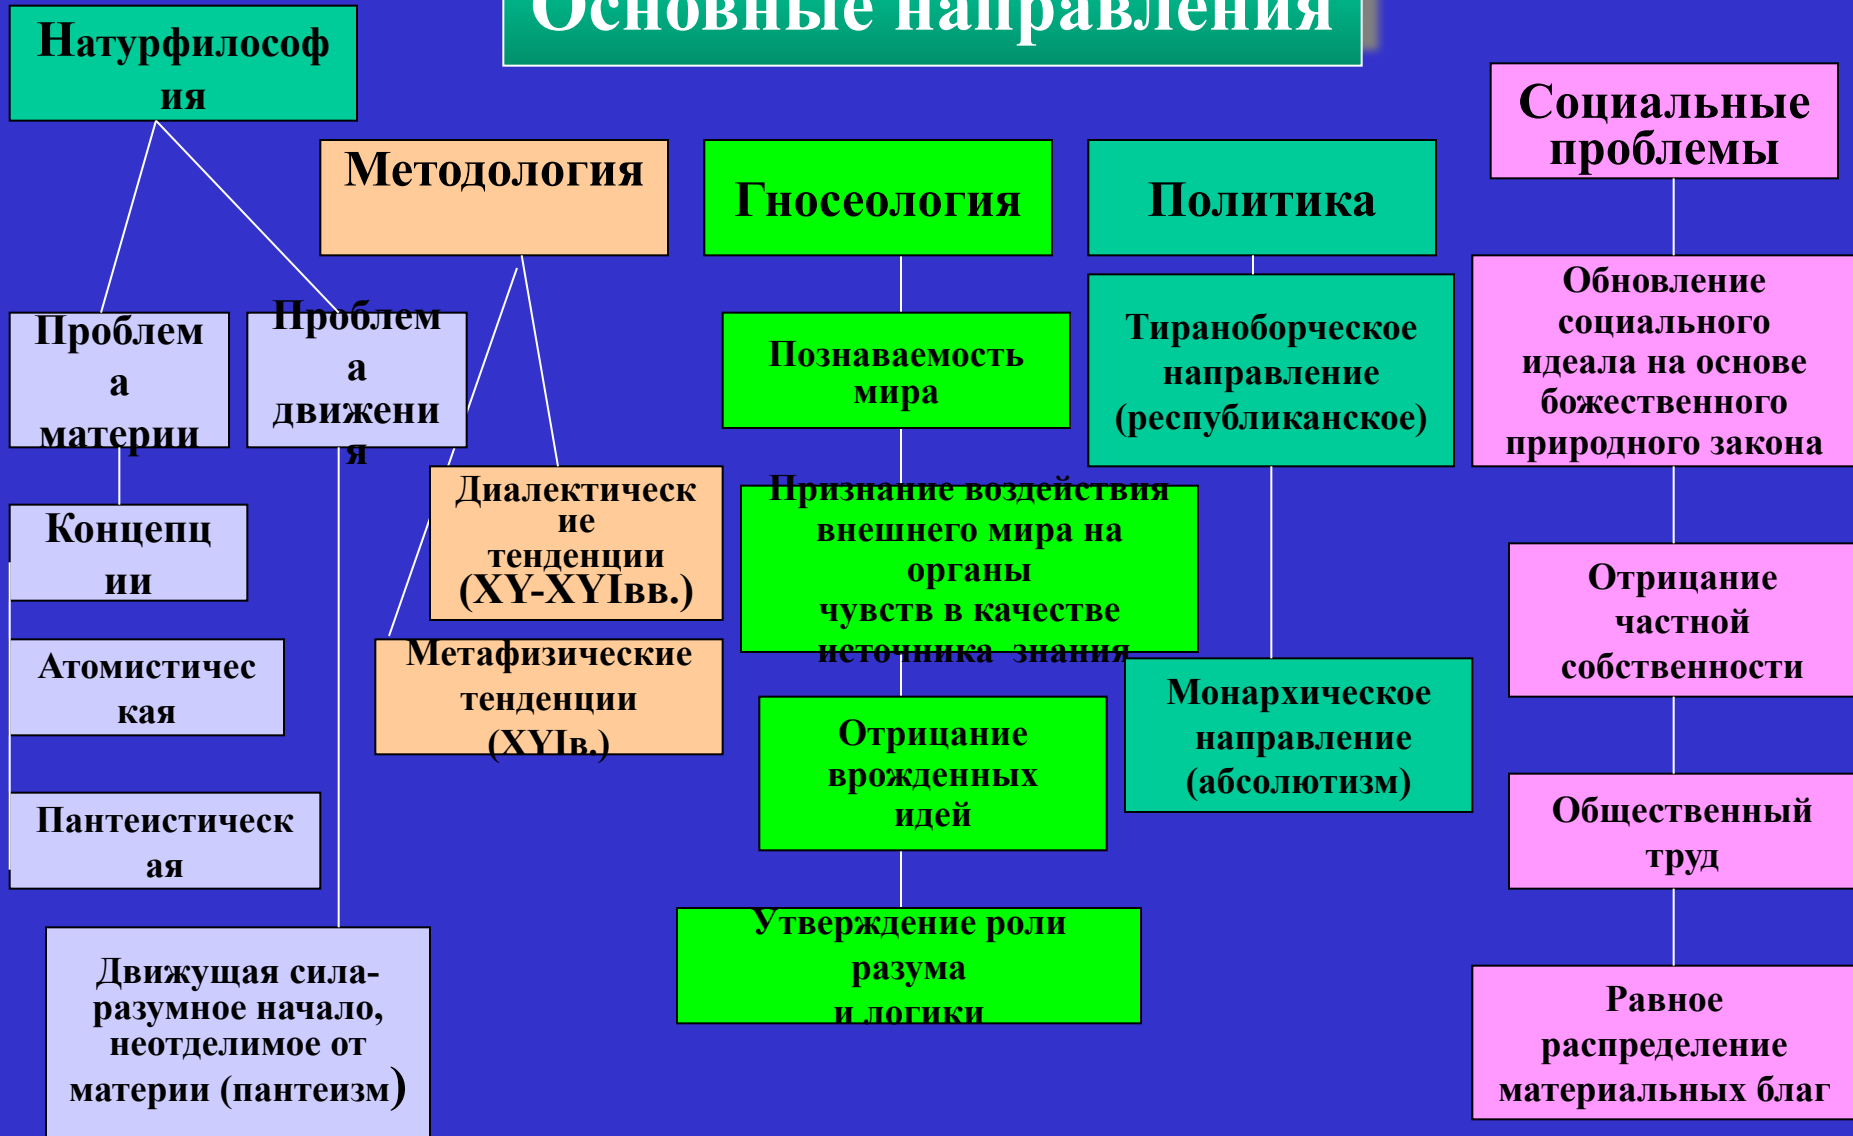 Основные направления
Натурфилософ
ия
Проблем
а
материи
Концепц
ии
Атомистичес
кая
Пантеистическ
ая
Проблем
а
движени
я
Движущая сила-
разумное начало,
неотделимое от
материи (пантеизм)
Методология
Диалектическ
ие
тенденции
(XY-XYIвв.)
Метафизические
тенденции
(XYIв.)
Гносеология
Познаваемость
мира
Признание воздействия
внешнего мира на
органы
чувств в качестве
источника знания
Отрицание
врожденных
идей
Утверждение роли
разума
и логики
Политика
Тираноборческое
направление
(республиканское)
Монархическое
направление
(абсолютизм)
Социальные
проблемы
Обновление
социального
идеала на основе
божественного
природного закона
Отрицание
частной
собственности
Общественный
труд
Равное
распределение
материальных благ